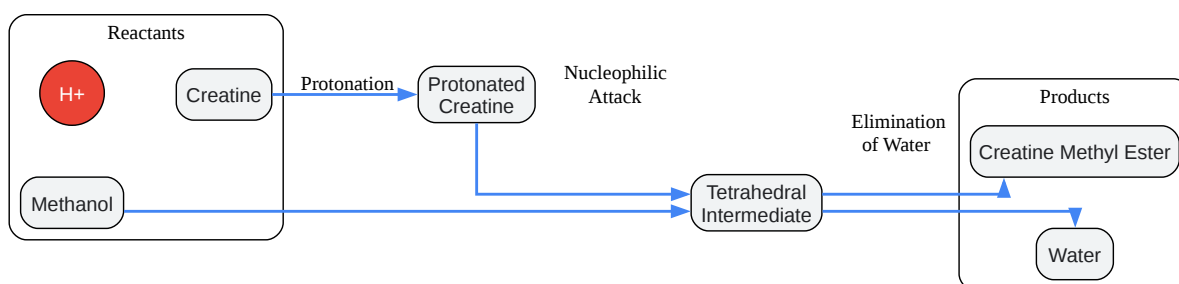 Reactants
H+
Creatine
Protonation
Protonated
Creatine
Nucleophilic
Attack
Methanol
Tetrahedral
Intermediate
Elimination
of Water
Products
Creatine Methyl Ester
Water